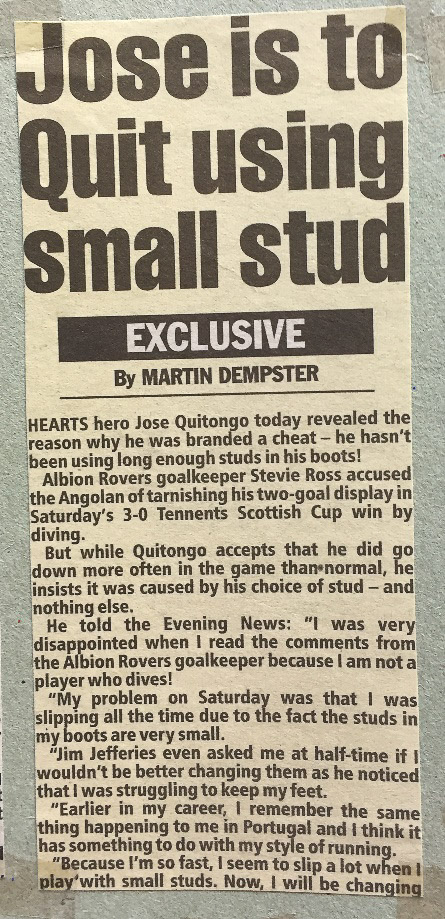 Jose is to
Quit using
small stud
EXCLUSIVE
By MARTIN DEMPSTER
HEARTS hero Jose Quitongo today revealed the
reason why he was branded a cheat – he hasn't
been using long enough studs in his boots!
Albion Rovers goalkeeper Stevie Ross accused
the Angolan of tarnishing his two-goal display in
Saturday's 3-0 Tennents Scottish Cup win by
diving.
But while Quitongo accepts that he did go
down more often in the game than normal, he
insists it was caused by his choice of stud – and
nothing else.
He told the Evening News: "I was very
disappointed when I read the comments from
the Albion Rovers goalkeeper because I am not a
player who dives!
"My problem on Saturday was that I was
slipping all the time due to the fact the studs in
my boots are very small.
"Jim Jefferies even asked me at half-time if I
wouldn't be better changing them as he noticed
that I was struggling to keep my feet.
"Earlier in my career, I remember the same
thing happening to me in Portugal and I think it
has something to do with my style of running.
"Because I'm so fast, I seem to slip a lot when I
play with small studs. Now, I will be changing